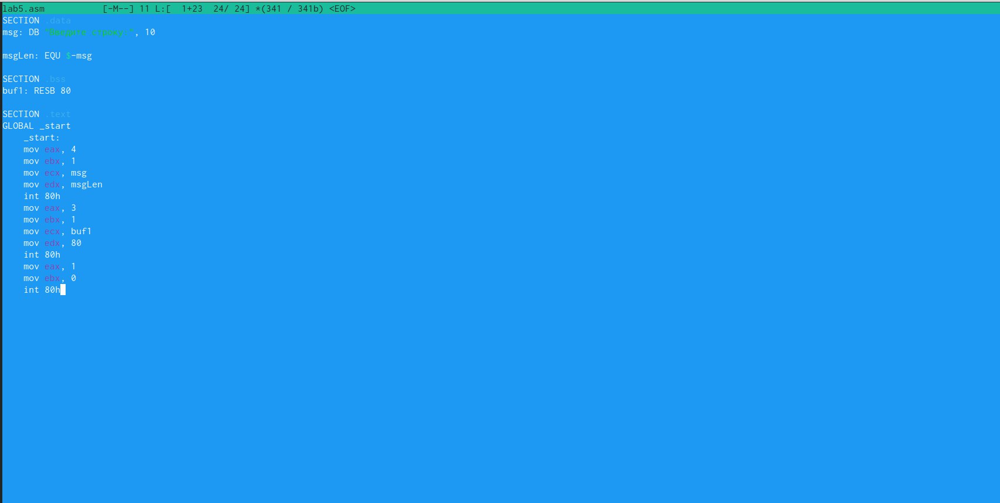 lab5.asm [-M--] 11 L:[ 1+23 24/ 24] *(341 / 341b) <EOF>
SECTION .data
msg: DB "Введите строку:", 10
msgLen: EQU $-msg
SECTION .bss
buf1: RESB 80
SECTION .text
GLOBAL _start
_start:
mov eax, 4
mov ebx, 1
mov ecx, msg
mov edx, msgLen
int 80h
mov eax, 3
mov ebx, 1
mov ecx, buf1
mov edx, 80
int 80h
mov eax, 1
mov ebx, 0
int 80h